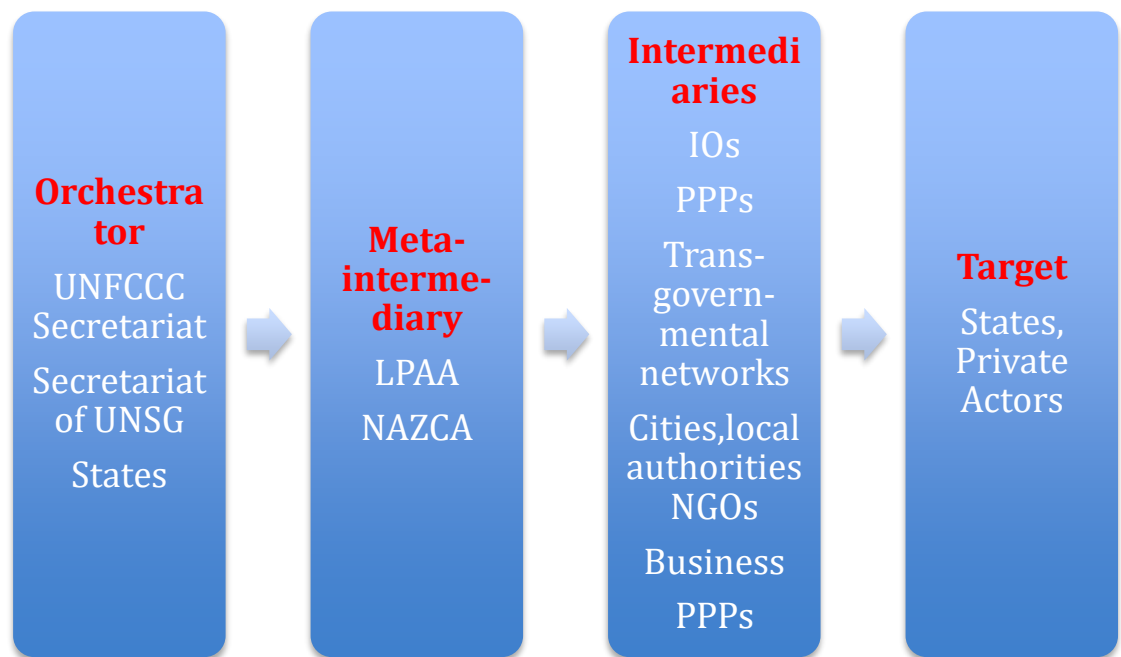 Orchestra
tor
UNFCCC
Secretariat
Secretariat
of UNSG
States
Meta-
interme-
diary
LPAA
NAZCA
Intermedi
aries
IOs
PPPs
Trans-
govern-
mental
networks
Cities,local
authorities
NGOs
Business
PPPs
Target
States,
Private
Actors